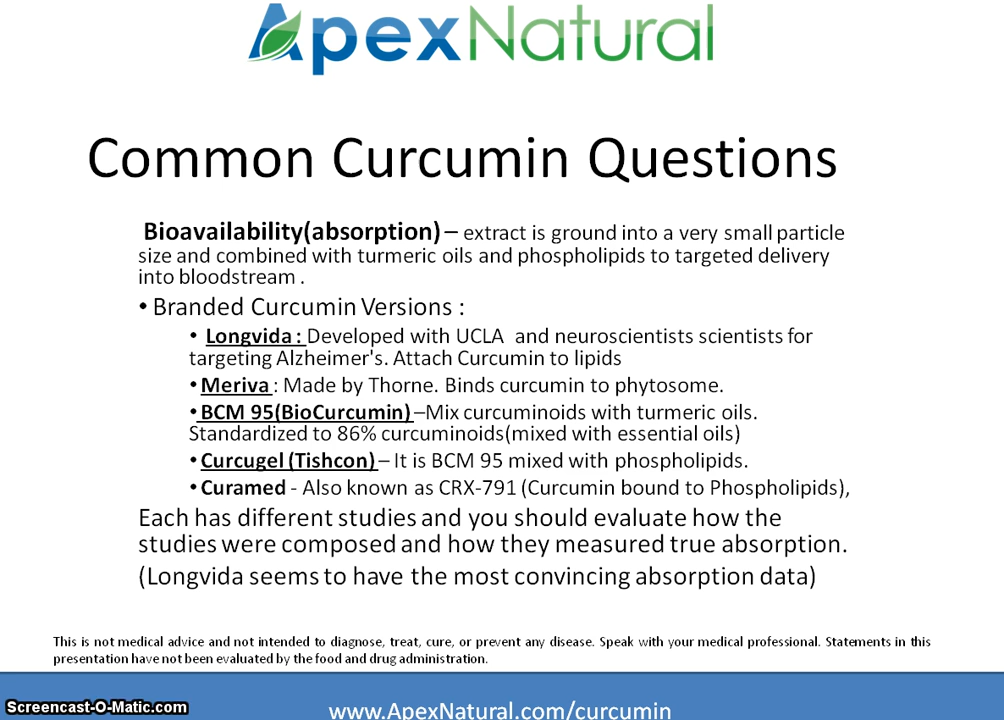 ApexNatural
Common Curcumin Questions
Bioavailability(absorption) – extract is ground into a very small particle
size and combined with turmeric oils and phospholipids to targeted delivery
into bloodstream .
• Branded Curcumin Versions :
• Longvida : Developed with UCLA and neuroscientists scientists for
targeting Alzheimer's. Attach Curcumin to lipids
• Meriva : Made by Thorne. Binds curcumin to phytosome.
• BCM 95(BioCurcumin) –Mix curcuminoids with turmeric oils.
Standardized to 86% curcuminoids(mixed with essential oils)
• Curcugel (Tishcon) – It is BCM 95 mixed with phospholipids.
• Curamed - Also known as CRX-791 (Curcumin bound to Phospholipids),
Each has different studies and you should evaluate how the
studies were composed and how they measured true absorption.
(Longvida seems to have the most convincing absorption data)
This is not medical advice and not intended to diagnose, treat, cure, or prevent any disease. Speak with your medical professional. Statements in this
presentation have not been evaluated by the food and drug administration.
Screencast-O-Matic.com
www.ApexNatural.com/curcumin